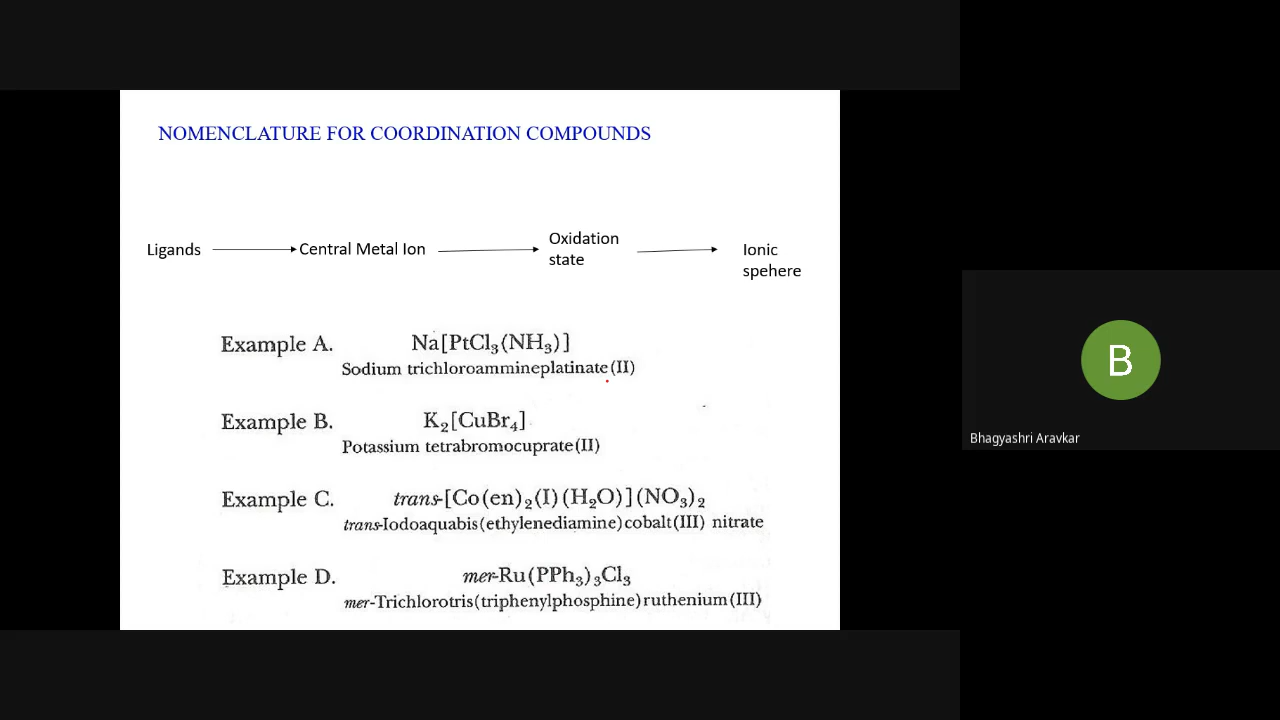 NOMENCLATURE FOR COORDINATION COMPOUNDS
Ligands Central Metal Ion Oxidation state Ionic spehere
Example A. Na[PtCl₃(NH₃)]
Sodium trichloroammineplatinate(II)
Example B. K₂[CuBr₄]
Potassium tetrabromocuprate(II)
Example C. trans-[Co(en)₂(I)(H₂O)](NO₃)₂
trans-Iodoaquabis(ethylenediamine)cobalt(III) nitrate
Example D. mer-Ru(PPh₃)₃Cl₃
mer-Trichlorotris(triphenylphosphine)ruthenium(III)
B
Bhagyashri Aravkar